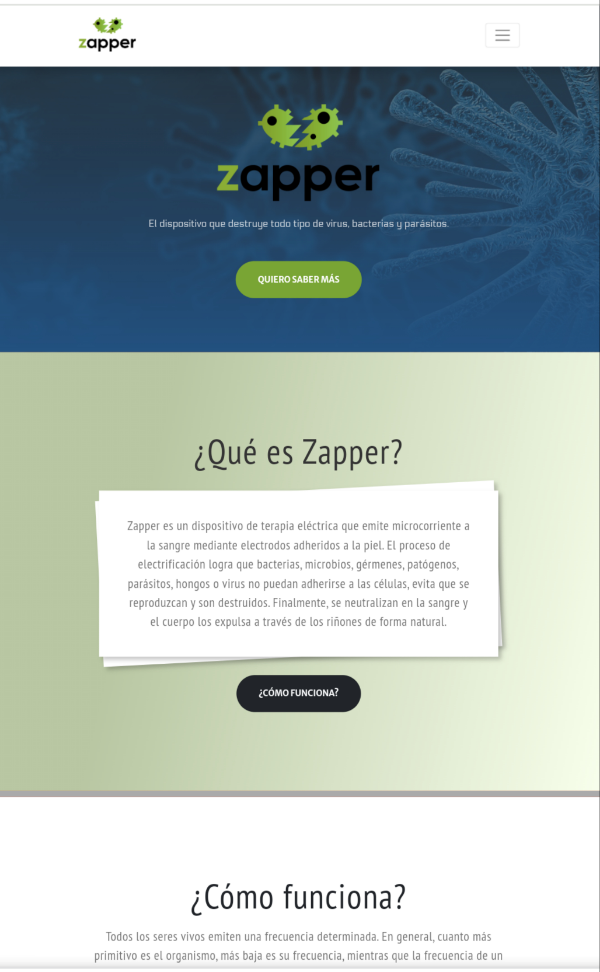 zapper
zapper
El dispositivo que destruye todo tipo de virus, bacterias y parásitos.
QUIERO SABER MÁS
¿Qué es Zapper?
Zapper es un dispositivo de terapia eléctrica que emite microcorriente a
la sangre mediante electrodos adheridos a la piel. El proceso de
electrificación logra que bacterias, microbios, gérmenes, patógenos,
parásitos, hongos o virus no puedan adherirse a las células, evita que se
reproduzcan y son destruidos. Finalmente, se neutralizan en la sangre y
el cuerpo los expulsa a través de los riñones de forma natural.
¿CÓMO FUNCIONA?
¿Cómo funciona?
Todos los seres vivos emiten una frecuencia determinada. En general, cuanto más
primitivo es el organismo, más baja es su frecuencia, mientras que la frecuencia de un